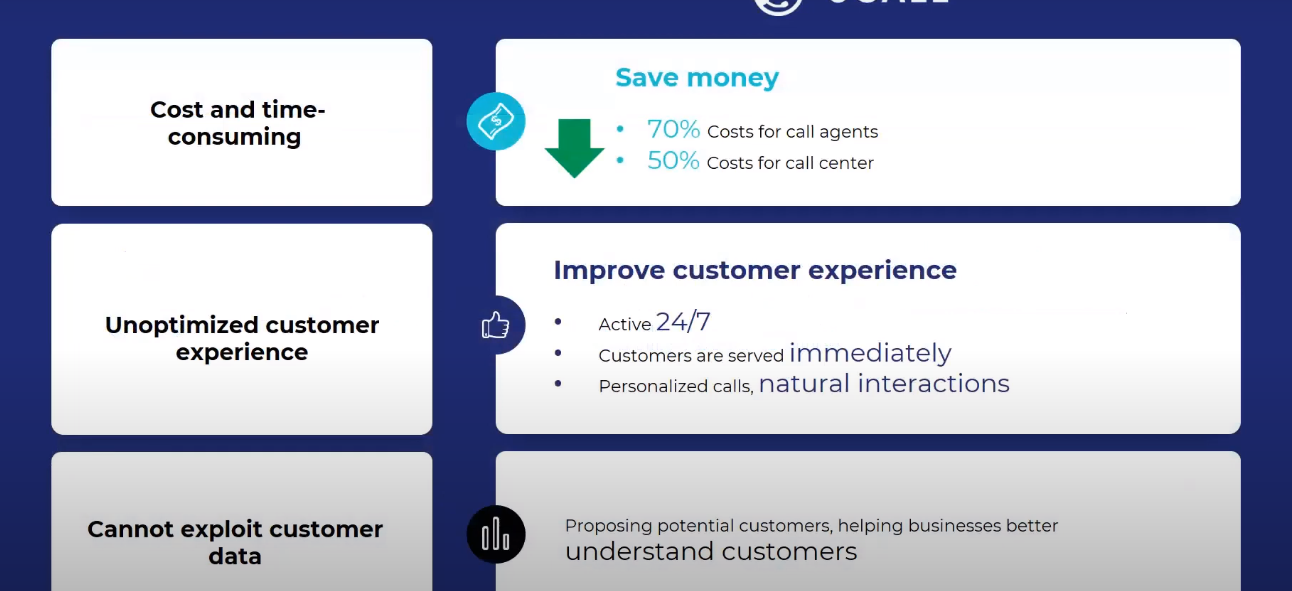 Cost and time-
consuming
Save money
• 70% Costs for call agents
• 50% Costs for call center
Unoptimized customer
experience
Improve customer experience
• Active 24/7
• Customers are served immediately
• Personalized calls, natural interactions
Cannot exploit customer
data
Proposing potential customers, helping businesses better
understand customers